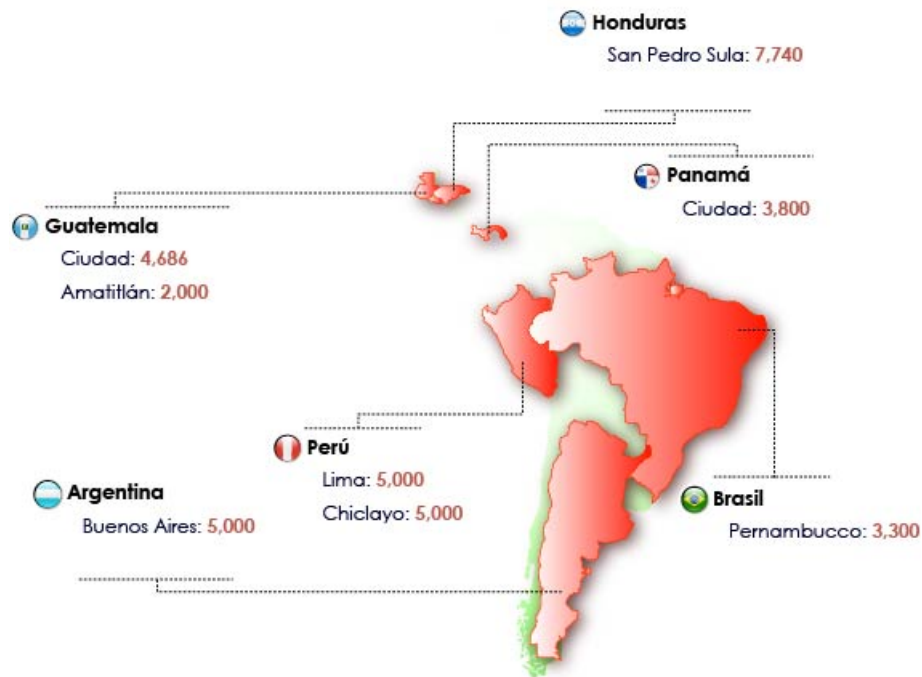 Honduras
San Pedro Sula: 7,740
Panamá
Ciudad: 3,800
Guatemala
Ciudad: 4,686
Amatitlán: 2,000
Perú
Lima: 5,000
Chiclayo: 5,000
Argentina
Buenos Aires: 5,000
Brasil
Pernambucco: 3,300